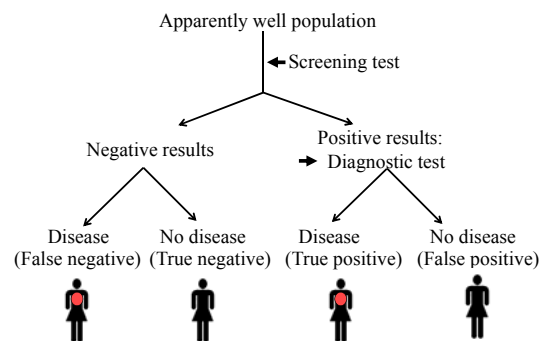 Apparently well population
Screening test
Negative results
Positive results:
Diagnostic test
Disease
(False negative)
No disease
(True negative)
Disease
(True positive)
No disease
(False positive)